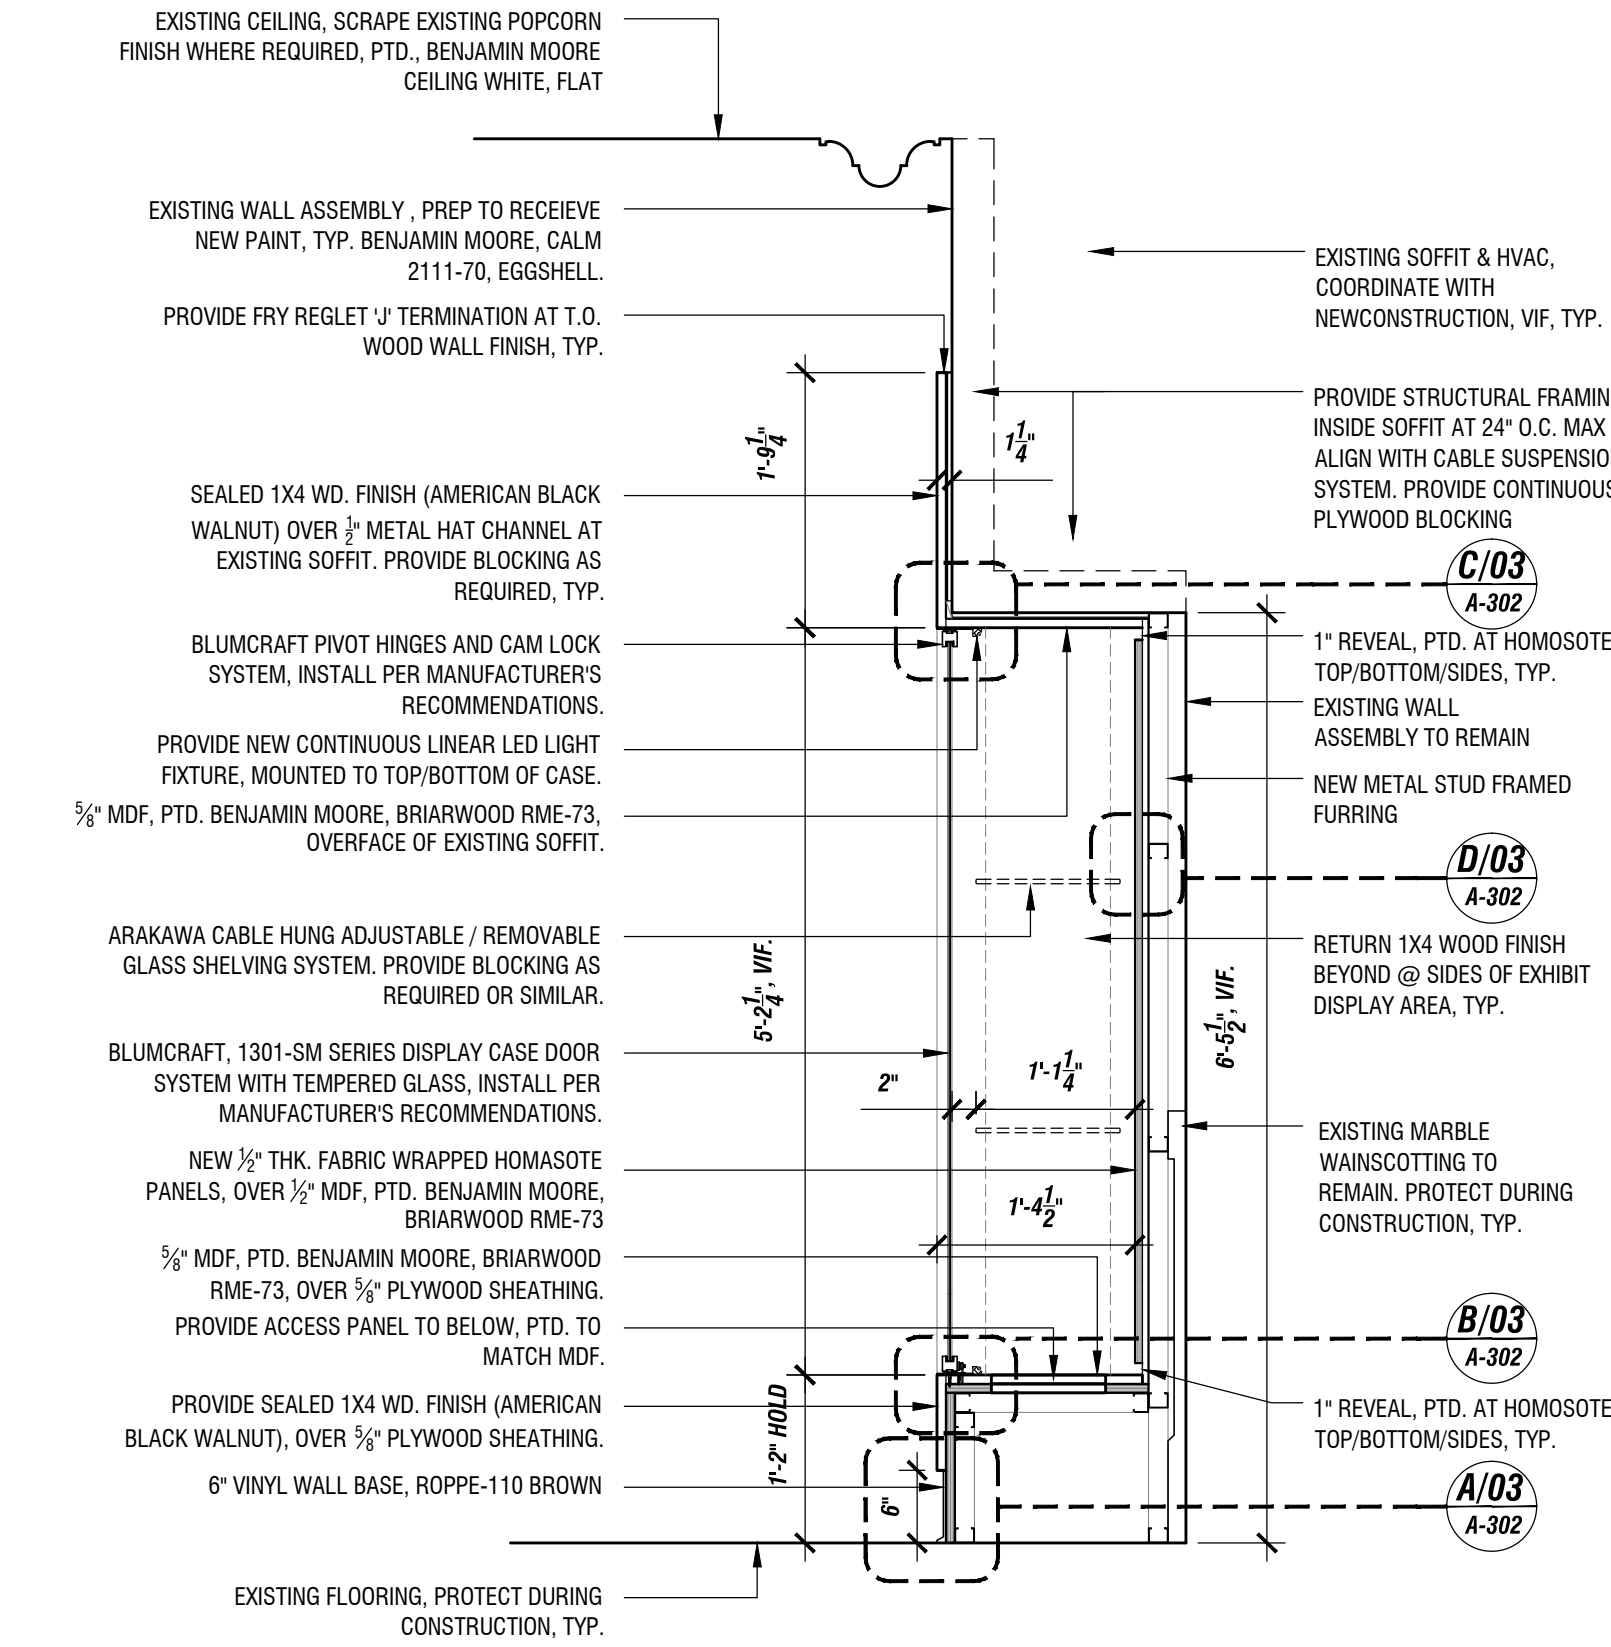 EXISTING CEILING, SCRAPE EXISTING POPCORN
FINISH WHERE REQUIRED, PTD., BENJAMIN MOORE
CEILING WHITE, FLAT
EXISTING WALL ASSEMBLY , PREP TO RECEIEVE
NEW PAINT, TYP. BENJAMIN MOORE, CALM
2111-70, EGGSHELL.
PROVIDE FRY REGLET 'J' TERMINATION AT T.O.
WOOD WALL FINISH, TYP.
SEALED 1X4 WD. FINISH (AMERICAN BLACK
WALNUT) OVER 1/2" METAL HAT CHANNEL AT
EXISTING SOFFIT. PROVIDE BLOCKING AS
REQUIRED, TYP.
BLUMCRAFT PIVOT HINGES AND CAM LOCK
SYSTEM, INSTALL PER MANUFACTURER'S
RECOMMENDATIONS.
PROVIDE NEW CONTINUOUS LINEAR LED LIGHT
FIXTURE, MOUNTED TO TOP/BOTTOM OF CASE.
5/8" MDF, PTD. BENJAMIN MOORE, BRIARWOOD RME-73,
OVERFACE OF EXISTING SOFFIT.
ARAKAWA CABLE HUNG ADJUSTABLE / REMOVABLE
GLASS SHELVING SYSTEM. PROVIDE BLOCKING AS
REQUIRED OR SIMILAR.
BLUMCRAFT, 1301-SM SERIES DISPLAY CASE DOOR
SYSTEM WITH TEMPERED GLASS, INSTALL PER
MANUFACTURER'S RECOMMENDATIONS.
NEW 1/2" THK. FABRIC WRAPPED HOMASOTE
PANELS, OVER 1/2" MDF, PTD. BENJAMIN MOORE,
BRIARWOOD RME-73
5/8" MDF, PTD. BENJAMIN MOORE, BRIARWOOD
RME-73, OVER 5/8" PLYWOOD SHEATHING.
PROVIDE ACCESS PANEL TO BELOW, PTD. TO
MATCH MDF.
PROVIDE SEALED 1X4 WD. FINISH (AMERICAN
BLACK WALNUT), OVER 5/8" PLYWOOD SHEATHING.
6" VINYL WALL BASE, ROPPE-110 BROWN
EXISTING FLOORING, PROTECT DURING
CONSTRUCTION, TYP.
1'-9 1/4"
1 1/4"
5'-2 1/4", VIF.
2"
1'-1 1/4"
1'-4 1/2"
6'-5 1/2", VIF.
1'-2" HOLD
6"
EXISTING SOFFIT & HVAC,
COORDINATE WITH
NEWCONSTRUCTION, VIF, TYP.
PROVIDE STRUCTURAL FRAMIN
INSIDE SOFFIT AT 24" O.C. MAX
ALIGN WITH CABLE SUSPENSIO
SYSTEM. PROVIDE CONTINUOUS
PLYWOOD BLOCKING
C/03
A-302
1" REVEAL, PTD. AT HOMOSOTE
TOP/BOTTOM/SIDES, TYP.
EXISTING WALL
ASSEMBLY TO REMAIN
NEW METAL STUD FRAMED
FURRING
D/03
A-302
RETURN 1X4 WOOD FINISH
BEYOND @ SIDES OF EXHIBIT
DISPLAY AREA, TYP.
EXISTING MARBLE
WAINSCOTTING TO
REMAIN. PROTECT DURING
CONSTRUCTION, TYP.
B/03
A-302
1" REVEAL, PTD. AT HOMOSOTE
TOP/BOTTOM/SIDES, TYP.
A/03
A-302